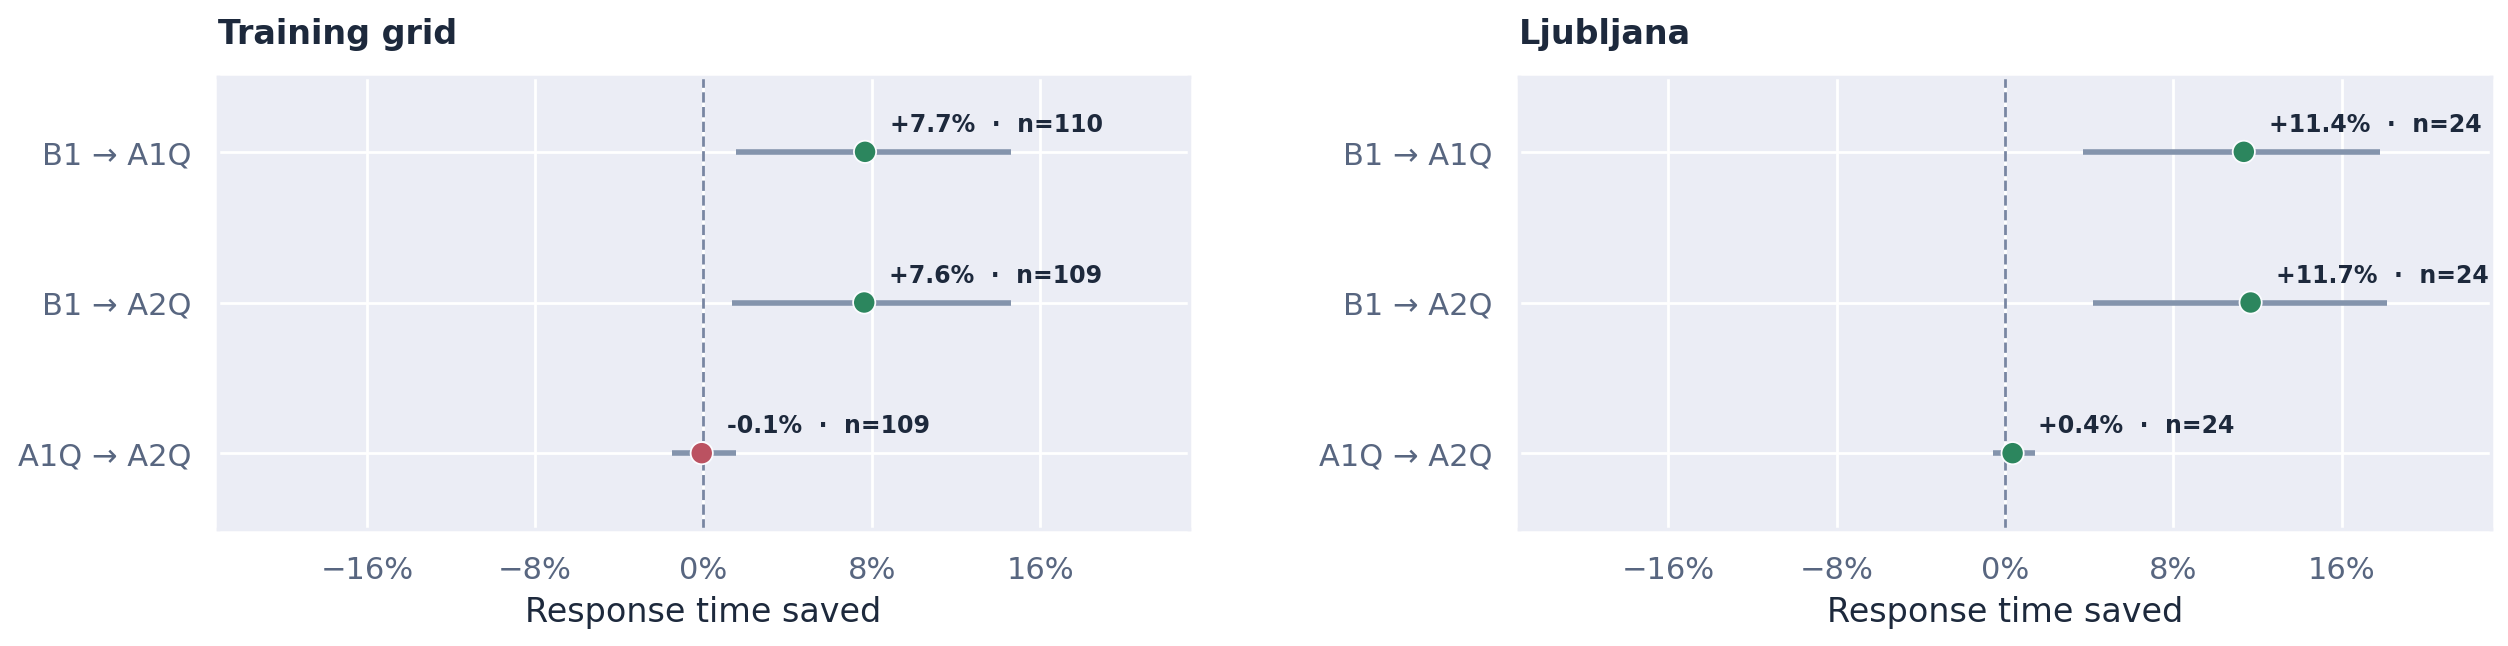 Training grid
B1 → A1Q
+7.7% · n=110
B1 → A2Q
+7.6% · n=109
A1Q → A2Q
-0.1% · n=109
−16% −8% 0% 8% 16%
Response time saved
Ljubljana
B1 → A1Q
+11.4% · n=24
B1 → A2Q
+11.7% · n=24
A1Q → A2Q
+0.4% · n=24
−16% −8% 0% 8% 16%
Response time saved